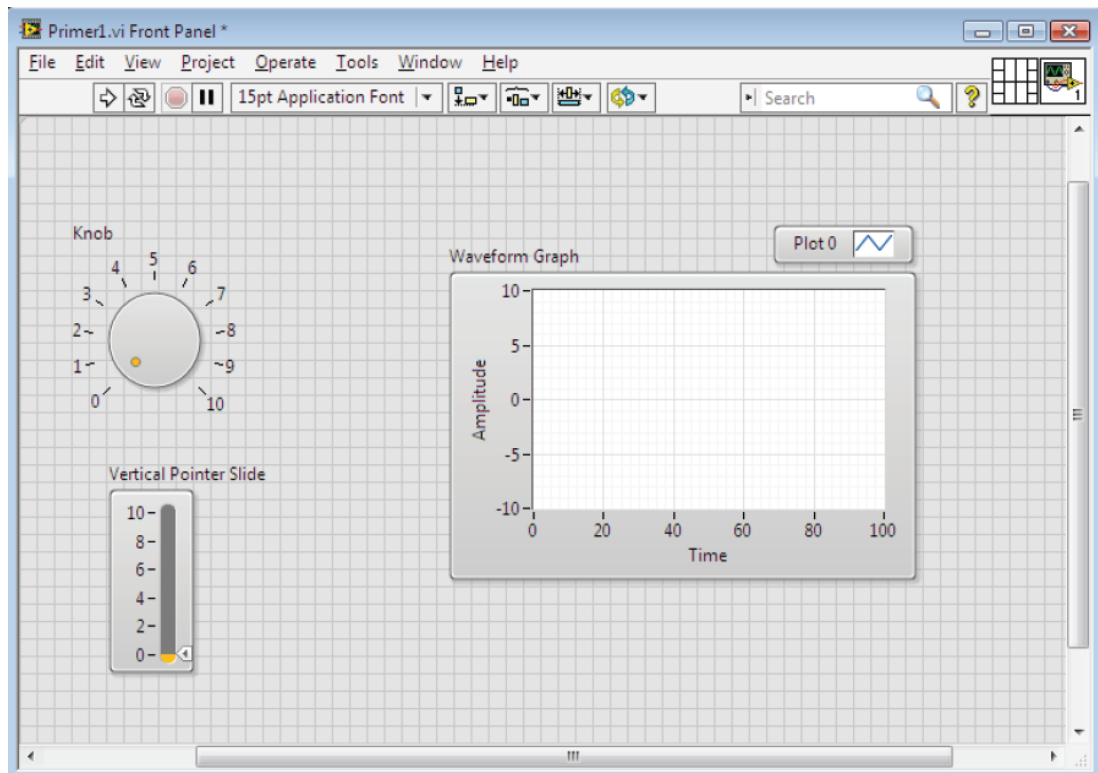 Primer1.vi Front Panel *
File Edit View Project Operate Tools Window Help
15pt Application Font
Search
?
1
Knob
0
1
2
3
4
5
6
7
8
9
10
Vertical Pointer Slide
10
8
6
4
2
0
Waveform Graph
Plot 0
Amplitude
10
5
0
-5
-10
0 20 40 60 80 100
Time